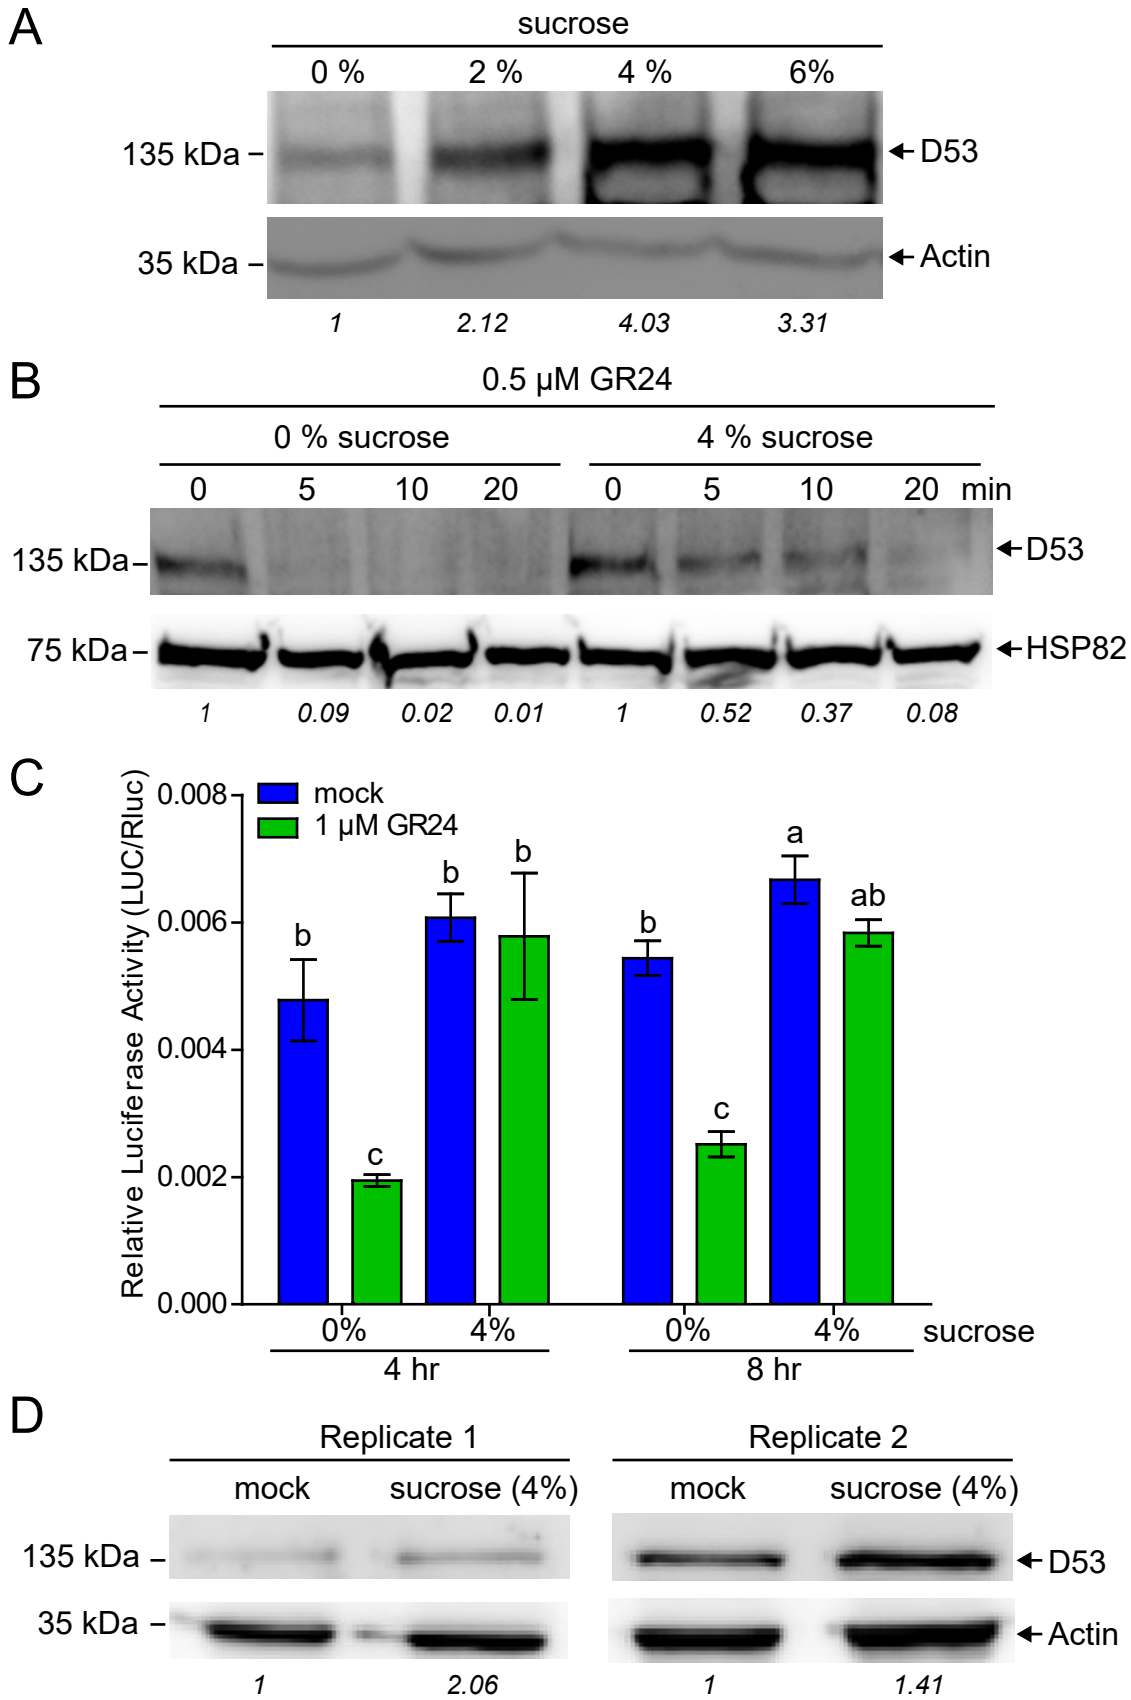 A
sucrose
0 % 2 % 4 % 6%
135 kDa D53
35 kDa Actin
1 2.12 4.03 3.31
B
0.5 µM GR24
0 % sucrose 4 % sucrose
0 5 10 20 0 5 10 20 min
135 kDa D53
75 kDa HSP82
1 0.09 0.02 0.01 1 0.52 0.37 0.08
C
Relative Luciferase Activity (LUC/Rluc)
0.008
0.006
0.004
0.002
0.000
mock
1 µM GR24
b c b b b c a ab
0% 4% 0% 4% sucrose
4 hr 8 hr
D
Replicate 1 Replicate 2
mock sucrose (4%) mock sucrose (4%)
135 kDa D53
35 kDa Actin
1 2.06 1 1.41